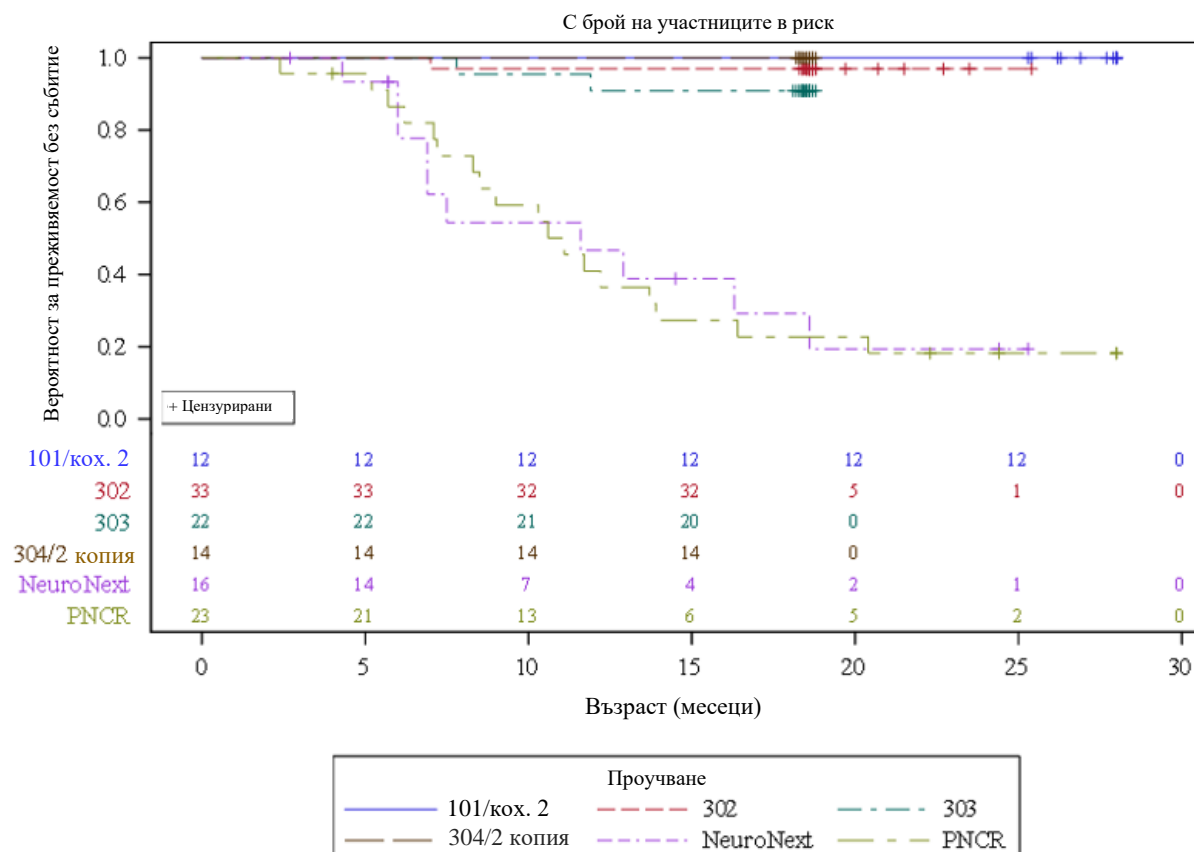 С брой на участниците в риск
Вероятност за преживяемост без събитие
1.0
0.8
0.6
0.4
0.2
0.0
+ Цензурирани
101/кох. 2 12 12 12 12 12 12 0
302 33 33 32 32 5 1 0
303 22 22 21 20 0
304/2 копия 14 14 14 14 0
NeuroNext 16 14 7 4 2 1 0
PNCR 23 21 13 6 5 2 0
0 5 10 15 20 25 30
Възраст (месеци)
Проучване
101/кох. 2 302 303
304/2 копия NeuroNext PNCR